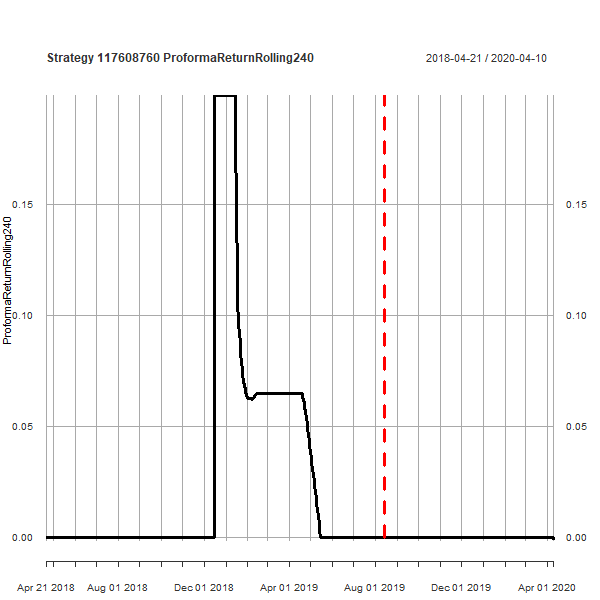 Strategy 117608760 ProformaReturnRolling240
2018-04-21 / 2020-04-10
ProformaReturnRolling240
0.15 0.15
0.10 0.10
0.05 0.05
0.00 0.00
Apr 21 2018 Aug 01 2018 Dec 01 2018 Apr 01 2019 Aug 01 2019 Dec 01 2019 Apr 01 2020